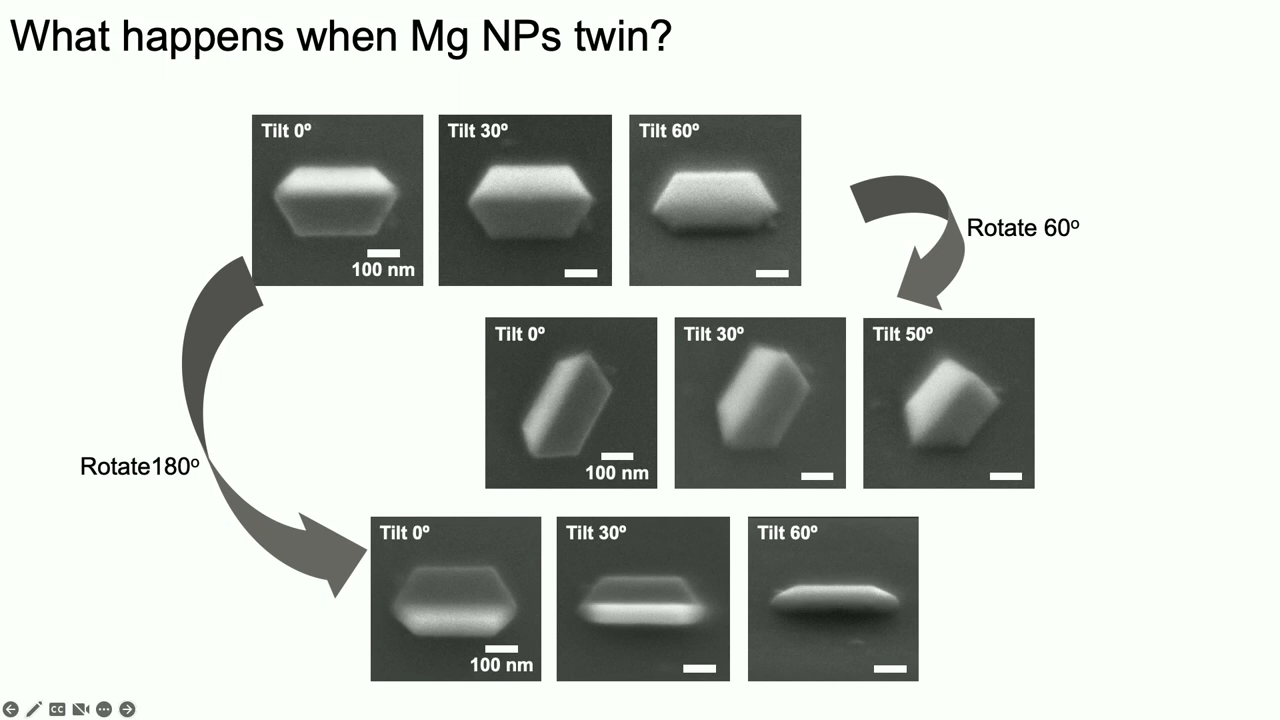 What happens when Mg NPs twin?
Tilt 0º
Tilt 30º
Tilt 60º
100 nm
Rotate 60º
Tilt 0º
Tilt 30º
Tilt 50º
100 nm
Rotate180º
Tilt 0º
Tilt 30º
Tilt 60º
100 nm
CC